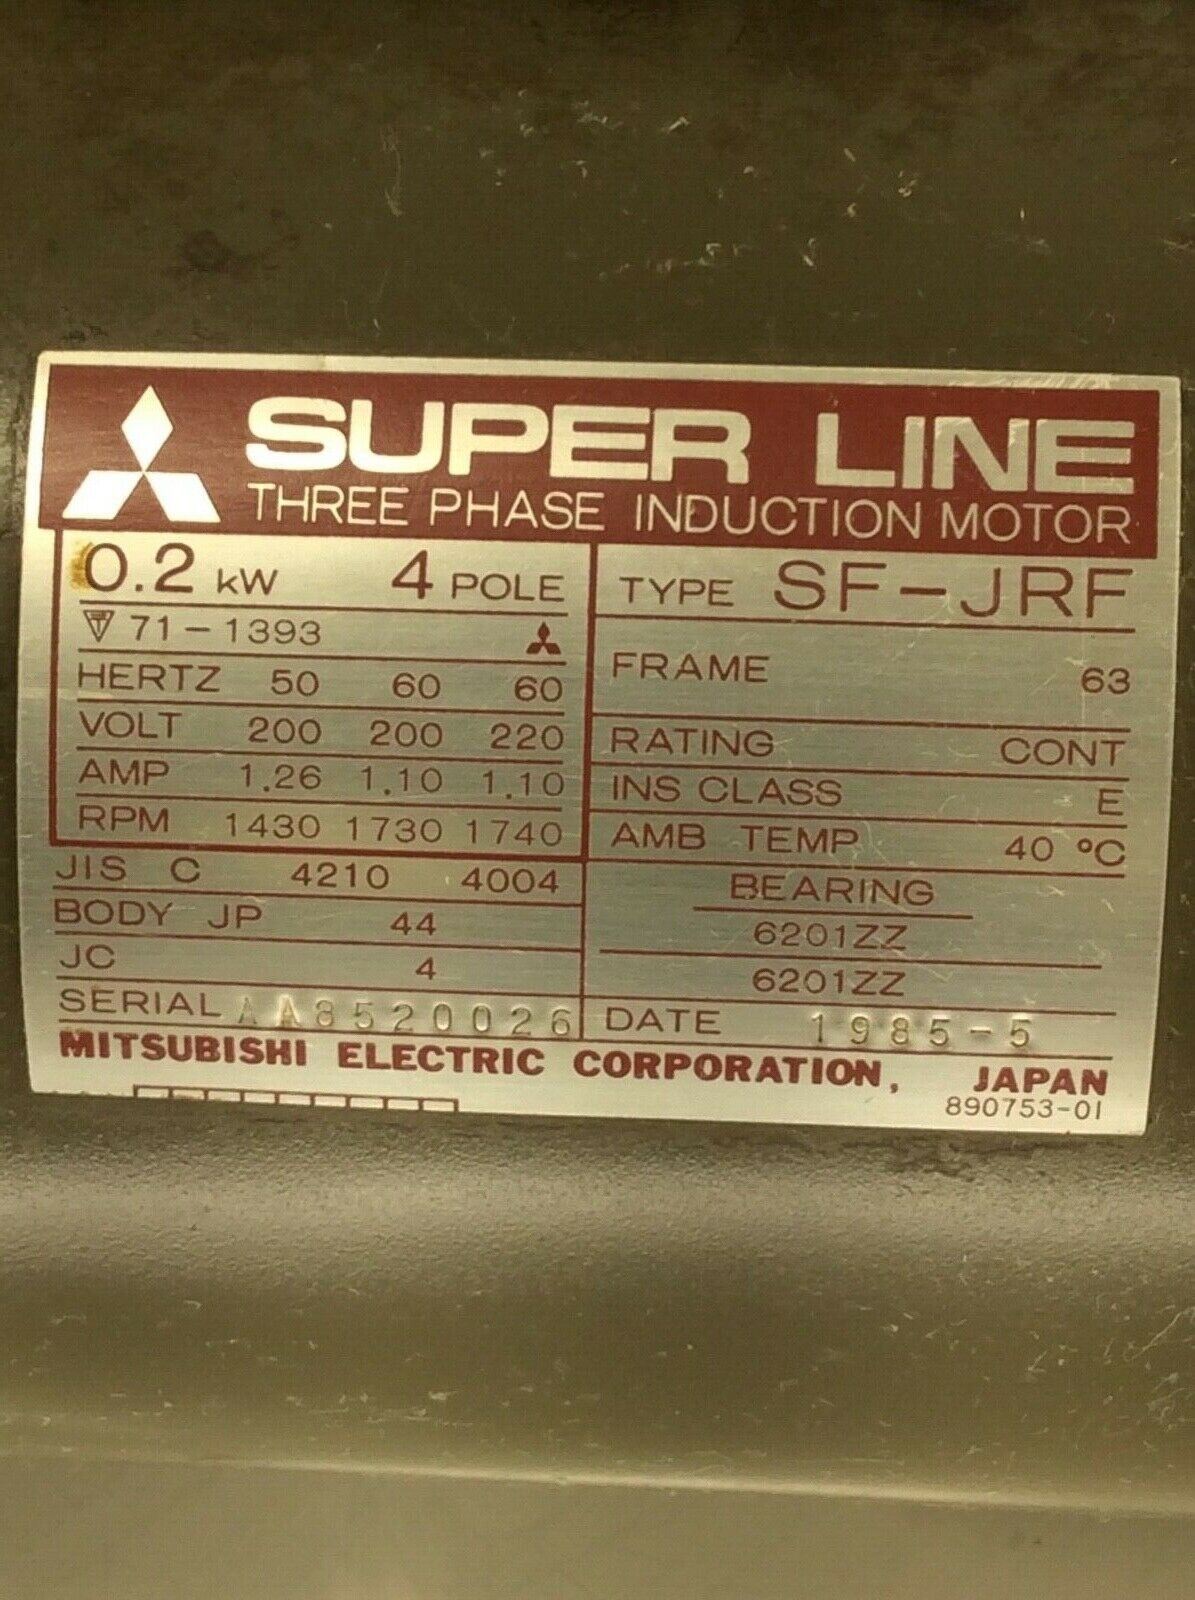 SUPER LINE
THREE PHASE INDUCTION MOTOR
0.2 kW 4 POLE
71-1393
HERTZ 50 60 60
VOLT 200 200 220
AMP 1.26 1.10 1.10
RPM 1430 1730 1740
JIS C 4210 4004
BODY JP 44
JC 4
SERIAL AA8520026
TYPE SF-JRF
FRAME 63
RATING CONT
INS CLASS E
AMB TEMP 40 °C
BEARING
6201ZZ
6201ZZ
DATE 1985-5
MITSUBISHI ELECTRIC CORPORATION, JAPAN
890753-01